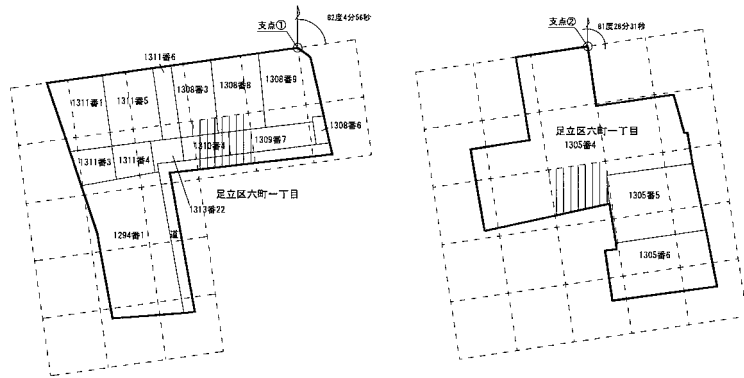 支点①
82度4分56秒
1311番6
1311番1
1311番5
1308番3
1308番8
1308番9
1308番6
1309番7
1310番4
1311番3
1311番4
足立区六町一丁目
1313番22
1294番1
道
支点②
81度26分31秒
足立区六町一丁目
1305番4
1305番5
1305番6